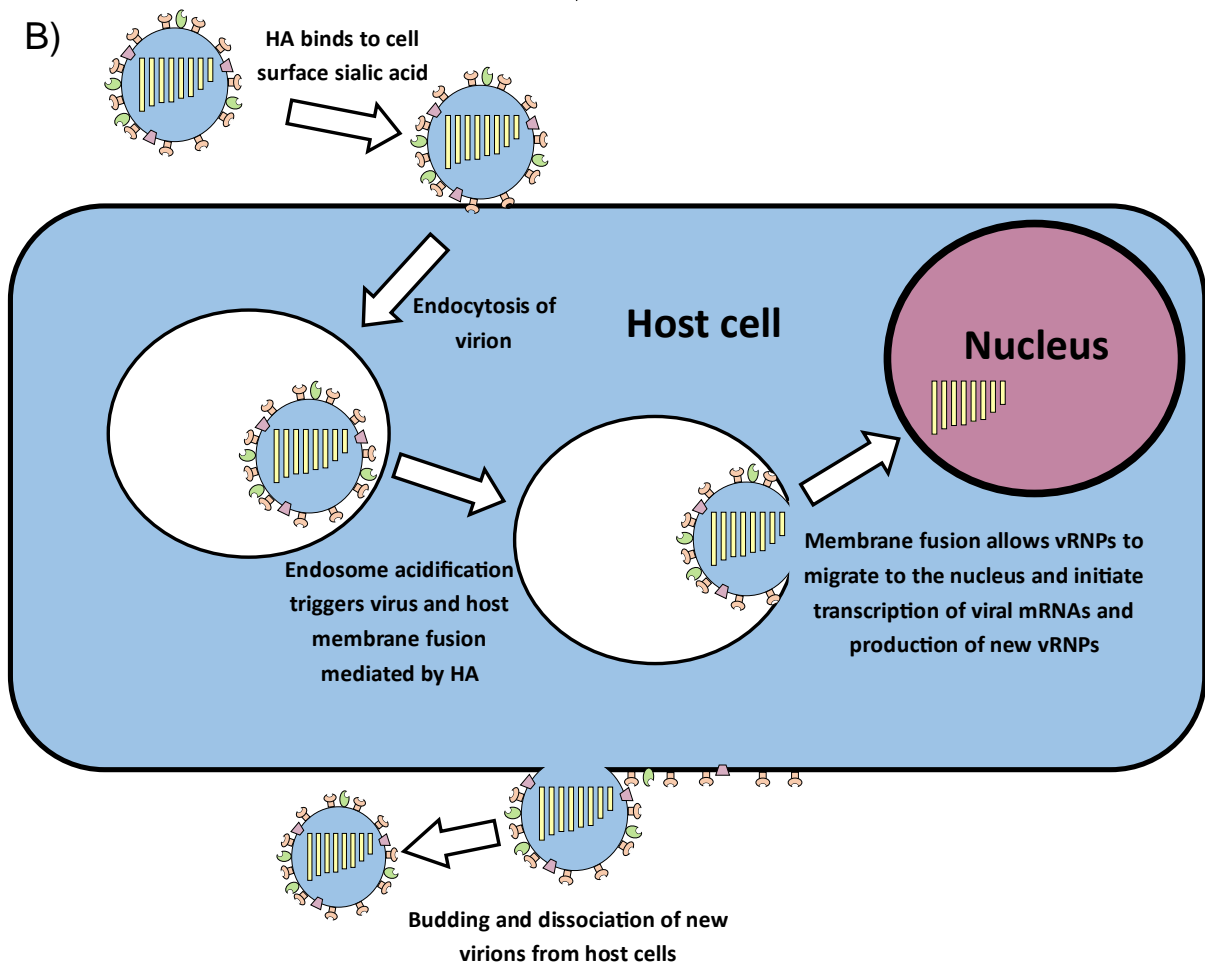 B)
HA binds to cell
surface sialic acid
Endocytosis of
virion
Host cell
Nucleus
Endosome acidification
triggers virus and host
membrane fusion
mediated by HA
Membrane fusion allows vRNPs to
migrate to the nucleus and initiate
transcription of viral mRNAs and
production of new vRNPs
Budding and dissociation of new
virions from host cells